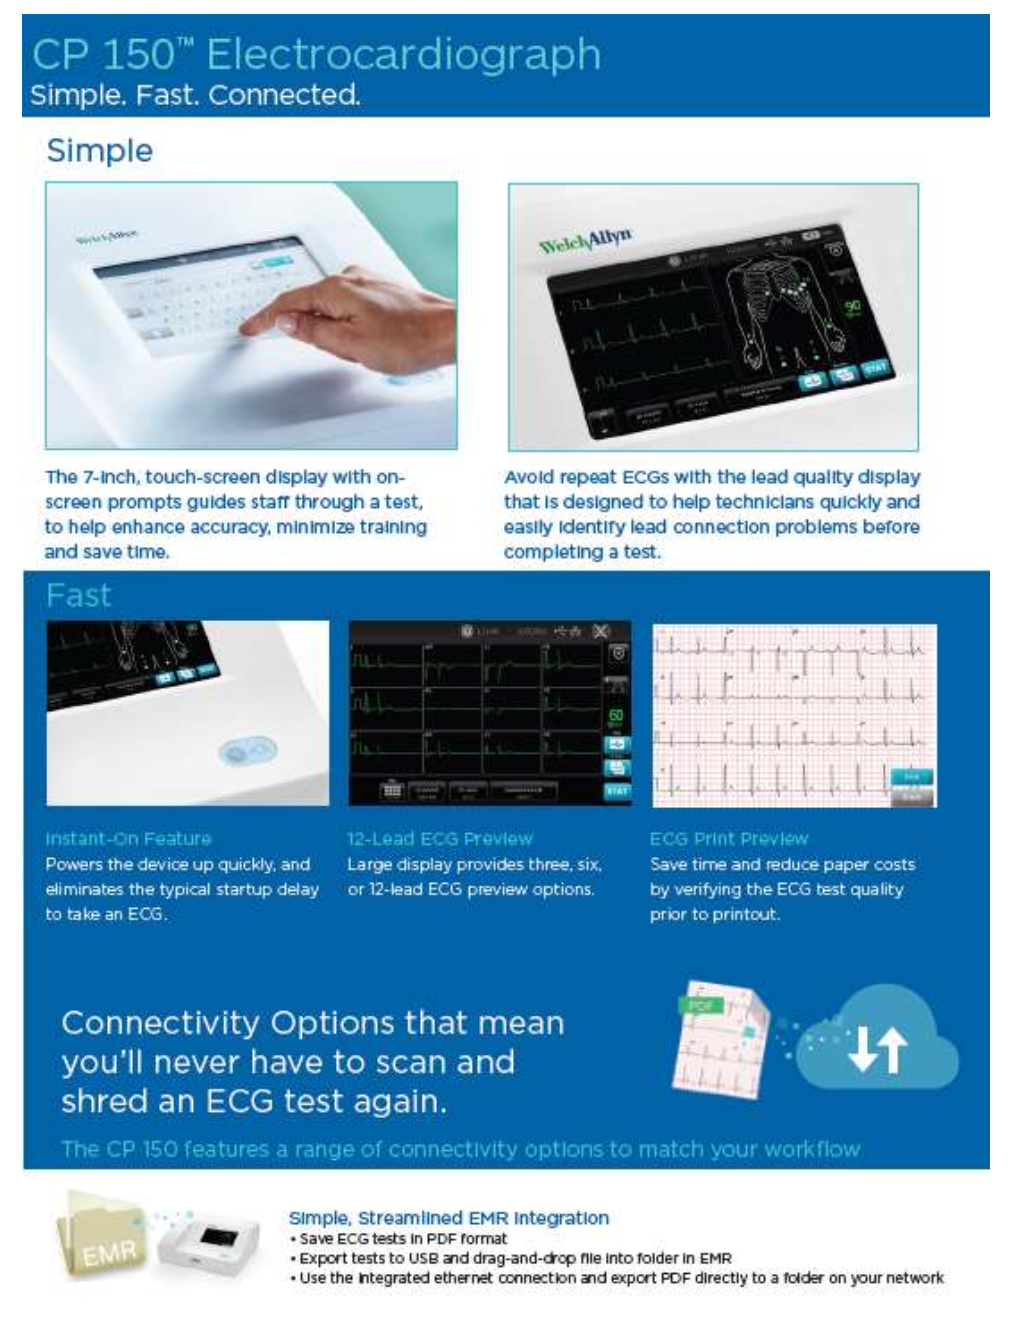 CP 150™ Electrocardiograph
Simple. Fast. Connected.
Simple
WelchAllyn
WelchAllyn
90
STAT
The 7-inch, touch-screen display with on-
screen prompts guides staff through a test,
to help enhance accuracy, minimize training
and save time.
Avoid repeat ECGs with the lead quality display
that is designed to help technicians quickly and
easily identify lead connection problems before
completing a test.
Fast
60
STAT
Instant-On Feature
Powers the device up quickly, and
eliminates the typical startup delay
to take an ECG.
12-Lead ECG Preview
Large display provides three, six,
or 12-lead ECG preview options.
ECG Print Preview
Save time and reduce paper costs
by verifying the ECG test quality
prior to printout.
Connectivity Options that mean
you'll never have to scan and
shred an ECG test again.
PDF
The CP 150 features a range of connectivity options to match your workflow
EMR
Simple, Streamlined EMR Integration
• Save ECG tests in PDF format
• Export tests to USB and drag-and-drop file into folder in EMR
• Use the integrated ethernet connection and export PDF directly to a folder on your network